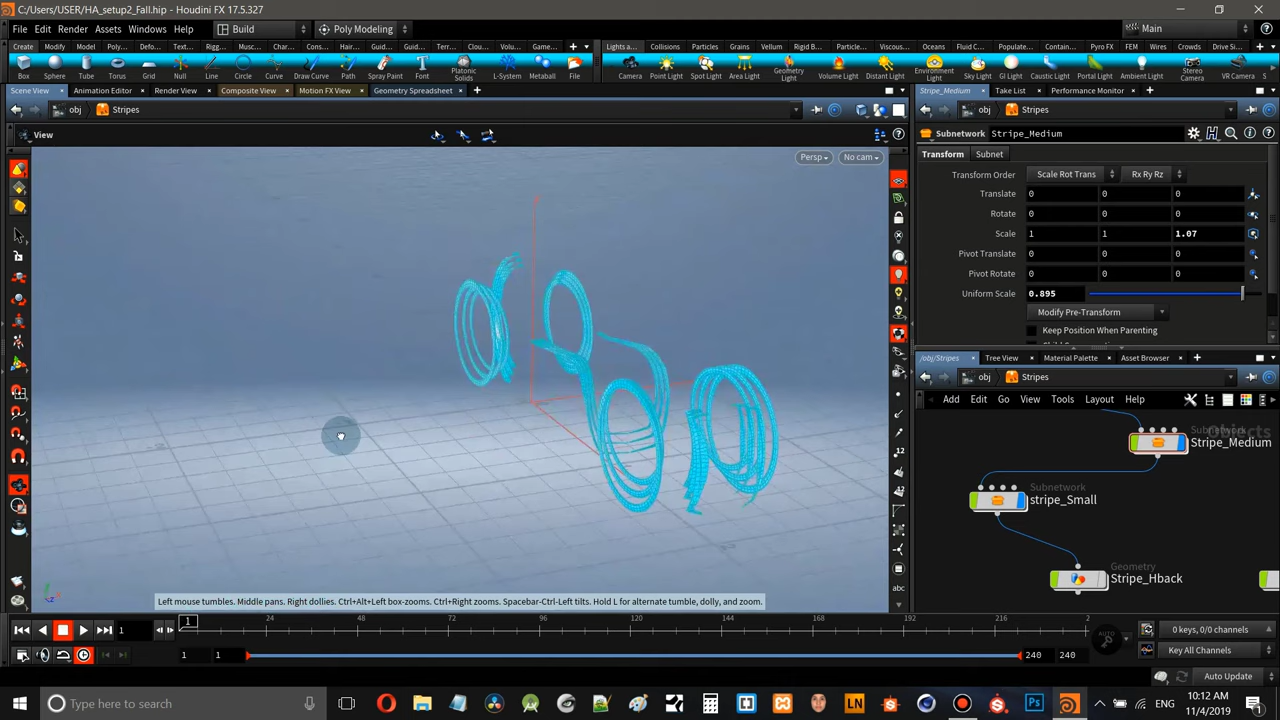 C:/Users/USER/HA_setup2_Fall.hip - Houdini FX 17.5.327
File Edit Render Assets Windows Help Build Poly Modeling Main
Create Modify Model Poly... Defo... Textu... Rigg... Musc... Char... Cons... Hair... Guid... Guid... Terr... Clou... Volu... Game... Lights a... Collisions Particles Grains Vellum Rigid B... Particle... Viscous... Oceans Fluid C... Populate... Contain... Pyro FX FEM Wires Crowds Drive Si...
Box Sphere Tube Torus Grid Null Line Circle Curve Draw Curve Path Spray Paint Font Platonic Solids L-System Metaball File Camera Point Light Spot Light Area Light Geometry Light Volume Light Distant Light Environment Light Sky Light GI Light Caustic Light Portal Light Ambient Light Stereo Camera VR Camera
Scene View Animation Editor Render View Composite View Motion FX View Geometry Spreadsheet
obj Stripes
View
Persp No cam
Left mouse tumbles. Middle pans. Right dollies. Ctrl+Alt+Left box-zooms. Ctrl+Right zooms. Spacebar-Ctrl-Left tilts. Hold L for alternate tumble, dolly, and zoom.
Stripe_Medium Take List Performance Monitor
obj Stripes
Subnetwork Stripe_Medium
Transform Subnet
Transform Order Scale Rot Trans Rx Ry Rz
Translate 0 0 0
Rotate 0 0 0
Scale 1 1 1.07
Pivot Translate 0 0 0
Pivot Rotate 0 0 0
Uniform Scale 0.895
Modify Pre-Transform
Keep Position When Parenting
/obj/Stripes Tree View Material Palette Asset Browser
obj Stripes
Add Edit Go View Tools Layout Help
Objects
Stripe_Medium
Subnetwork
stripe_Small
Geometry
Stripe_Hback
1 1 24 48 72 96 120 144 168 192 216 2
0 keys, 0/0 channels
1 1 240 240
Key All Channels
Auto Update
Type here to search
ENG
10:12 AM
11/4/2019